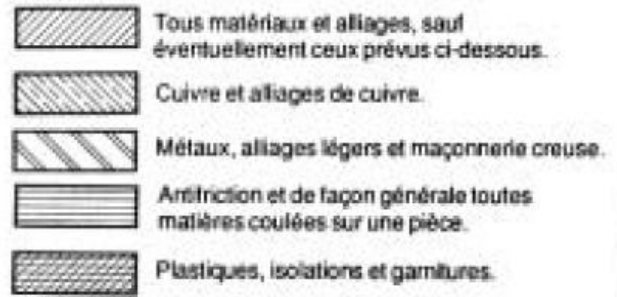 Tous matériaux et alliages, sauf
éventuellement ceux prévus ci-dessous.
Cuivre et alliages de cuivre.
Métaux, alliages légers et maçonnerie creuse.
Antifriction et de façon générale toutes
matières coulées sur une pièce.
Plastiques, isolations et garnitures.